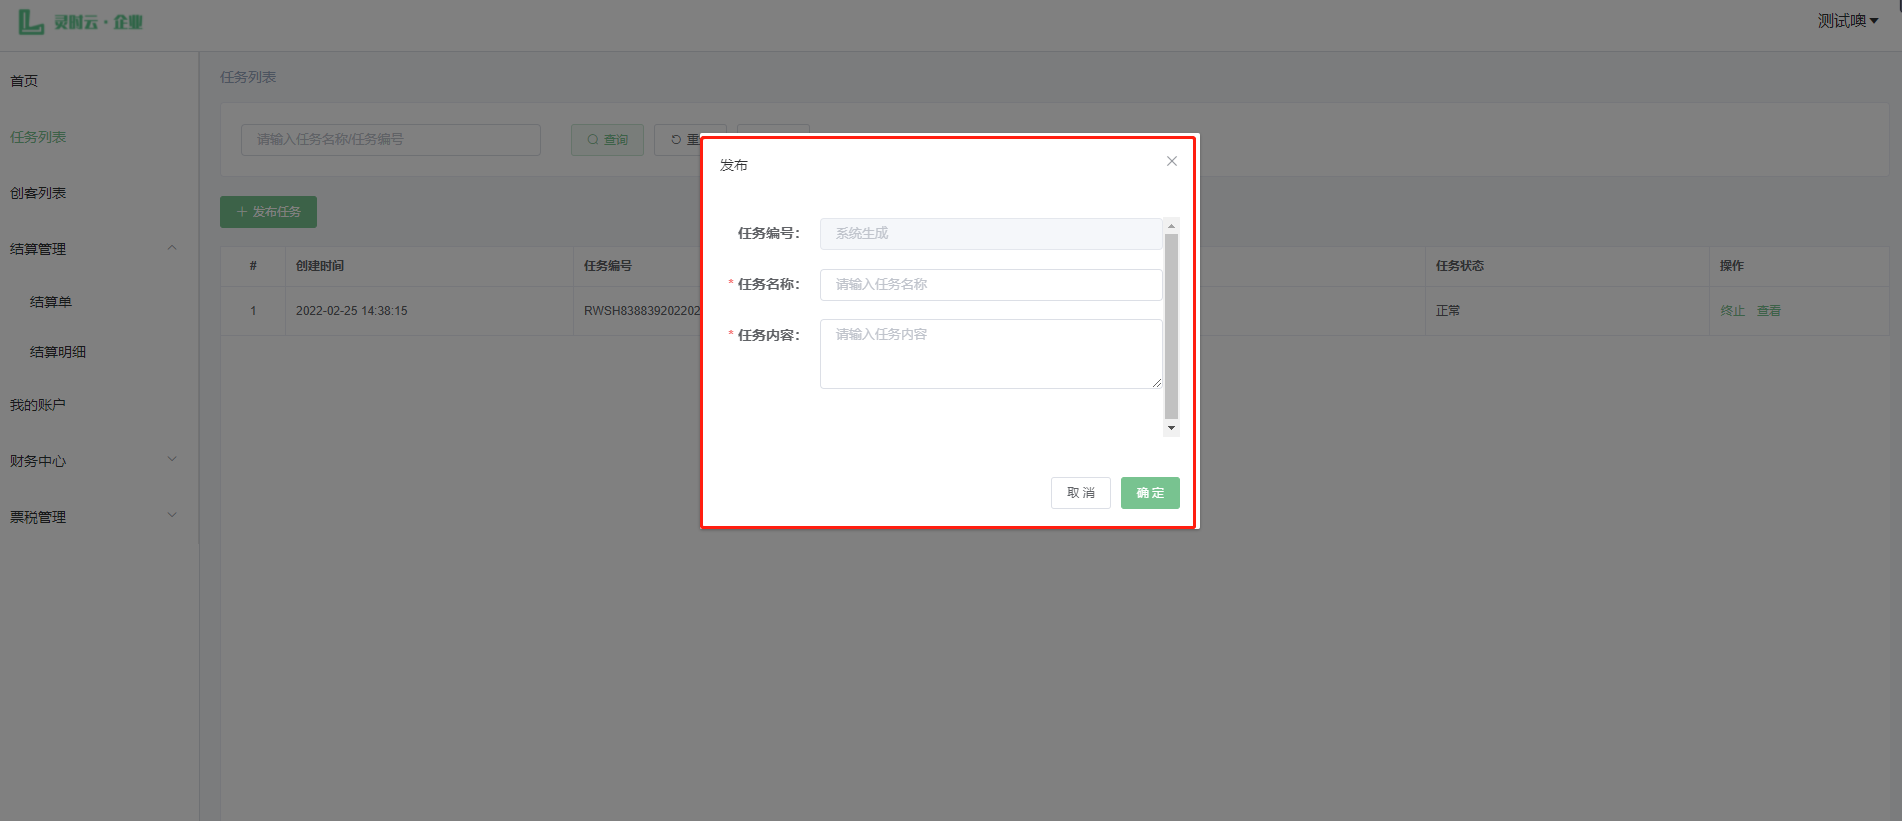 灵时云·企业
测试噢
首页
任务列表
创客列表
结算管理
结算单
结算明细
我的账户
财务中心
票税管理
任务列表
请输入任务名称/任务编号
查询
重
发布任务
# 创建时间 任务编号 任务状态 操作
1 2022-02-25 14:38:15 RWSH838839202202 正常 终止 查看
发布
任务编号： 系统生成
* 任务名称： 请输入任务名称
* 任务内容： 请输入任务内容
取消 确定